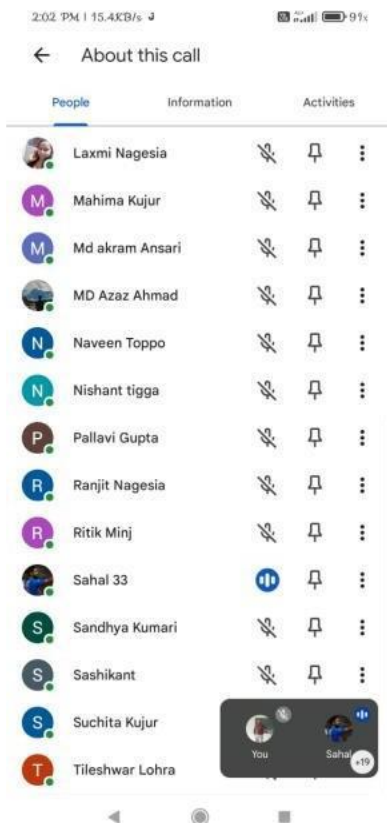 2:02 PM | 15.4KB/s
91%
About this call
People Information Activities
Laxmi Nagesia
M Mahima Kujur
M Md akram Ansari
MD Azaz Ahmad
N Naveen Toppo
N Nishant tigga
P Pallavi Gupta
R Ranjit Nagesia
R Ritik Minj
Sahal 33
S Sandhya Kumari
S Sashikant
S Suchita Kujur
You Sahal +19
T Tileshwar Lohra